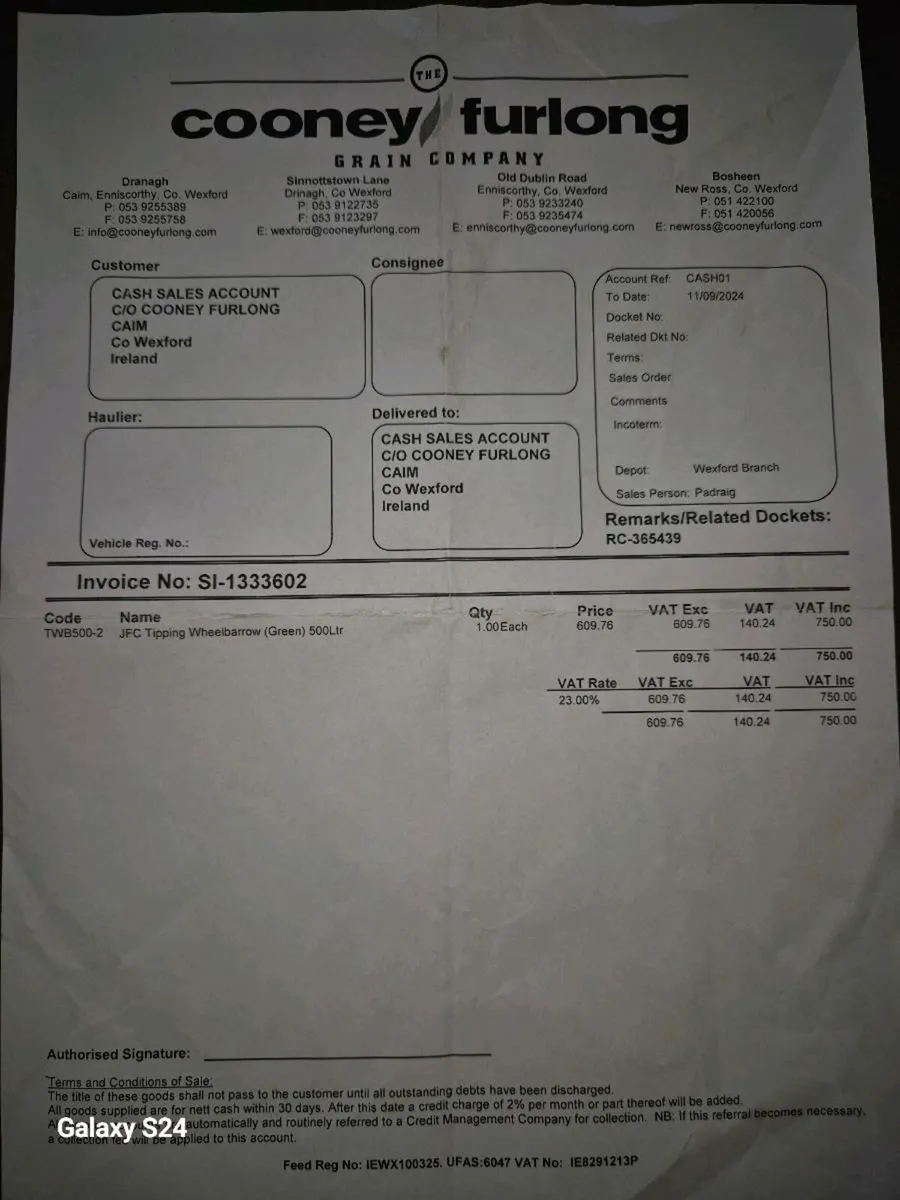 THE
cooney furlong
GRAIN COMPANY
Dranagh
Caim, Enniscorthy, Co. Wexford
P: 053 9255389
F: 053 9255758
E: info@cooneyfurlong.com
Sinnottstown Lane
Drinagh, Co Wexford
P: 053 9122735
F: 053 9123297
E: wexford@cooneyfurlong.com
Old Dublin Road
Enniscorthy, Co. Wexford
P: 053 9233240
F: 053 9235474
E: enniscorthy@cooneyfurlong.com
Bosheen
New Ross, Co. Wexford
P: 051 422100
F: 051 420056
E: newross@cooneyfurlong.com
Customer
CASH SALES ACCOUNT
C/O COONEY FURLONG
CAIM
Co Wexford
Ireland
Consignee
Account Ref: CASH01
To Date: 11/09/2024
Docket No:
Related Dkt No:
Terms:
Sales Order
Comments
Incoterm:
Depot: Wexford Branch
Sales Person: Padraig
Haulier:
Vehicle Reg. No.:
Delivered to:
CASH SALES ACCOUNT
C/O COONEY FURLONG
CAIM
Co Wexford
Ireland
Remarks/Related Dockets:
RC-365439
Invoice No: SI-1333602
Code Name Qty Price VAT Exc VAT VAT Inc
TWB500-2 JFC Tipping Wheelbarrow (Green) 500Ltr 1.00Each 609.76 609.76 140.24 750.00
609.76 140.24 750.00
VAT Rate VAT Exc VAT VAT Inc
23.00% 609.76 140.24 750.00
609.76 140.24 750.00
Authorised Signature:
Terms and Conditions of Sale:
The title of these goods shall not pass to the customer until all outstanding debts have been discharged.
All goods supplied are for nett cash within 30 days. After this date a credit charge of 2% per month or part thereof will be added.
automatically and routinely referred to a Credit Management Company for collection. NB: If this referral becomes necessary,
a collection fee will be applied to this account.
Galaxy S24
Feed Reg No: IEWX100325. UFAS:6047 VAT No: IE8291213P